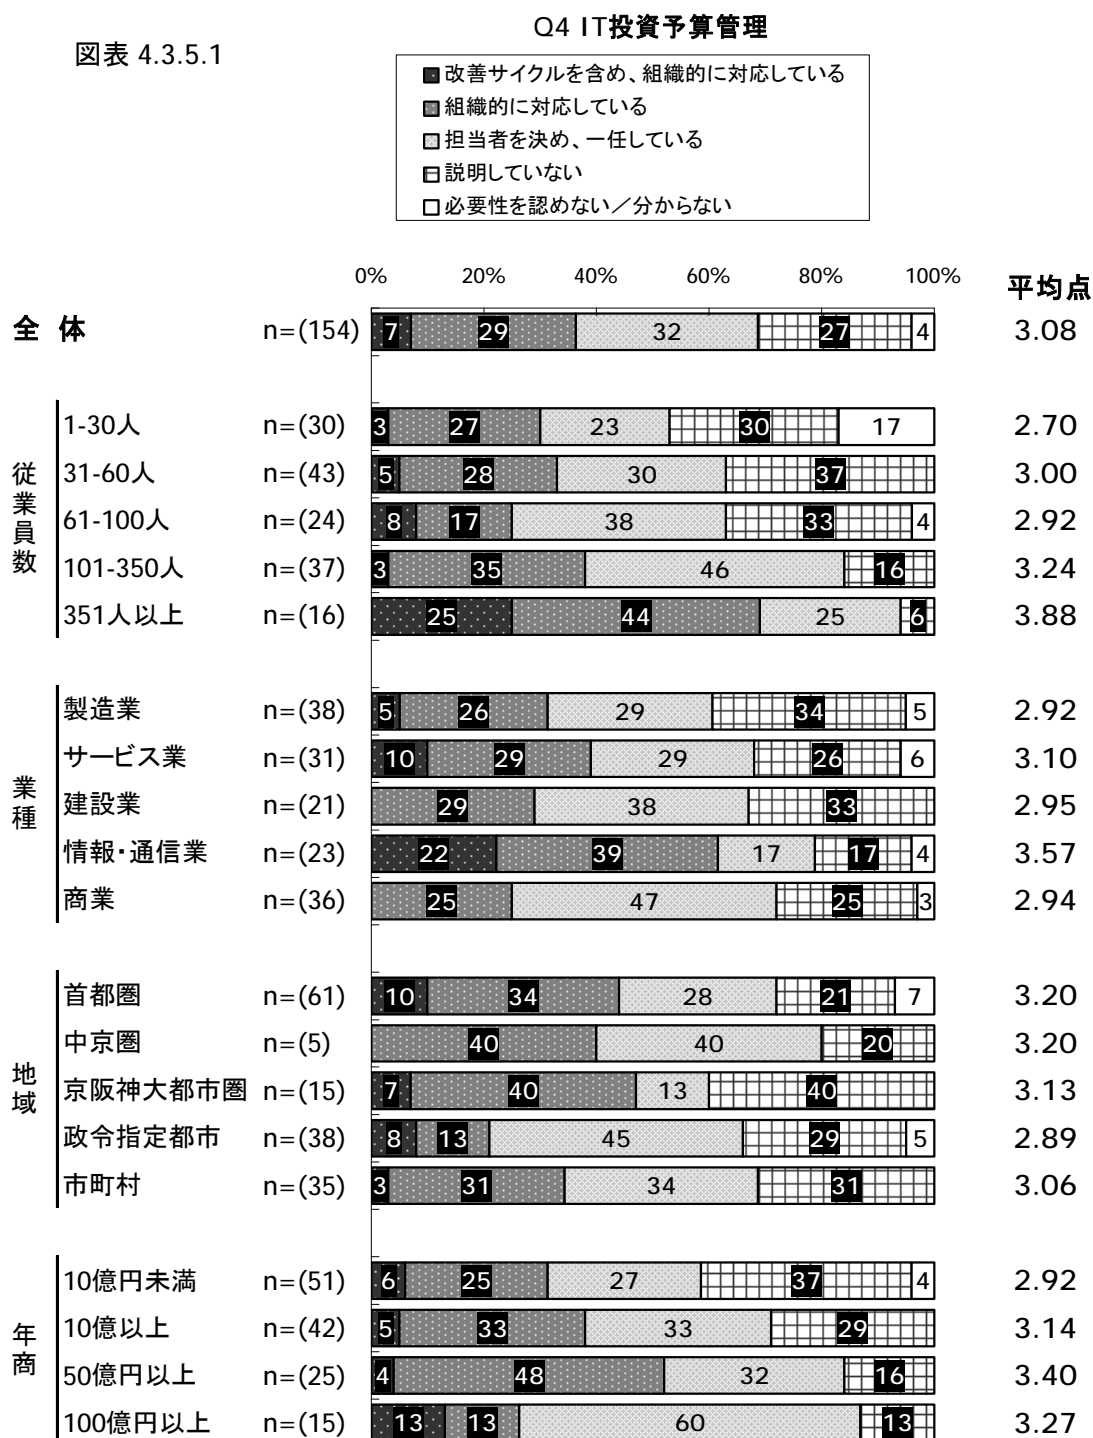 Q4 IT投資予算管理
図表 4.3.5.1
改善サイクルを含め、組織的に対応している
組織的に対応している
担当者を決め、一任している
説明していない
必要性を認めない／分からない
0% 20% 40% 60% 80% 100% 平均点
全 体 n=(154) 7 29 32 27 4 3.08
従業員数
1-30人 n=(30) 3 27 23 30 17 2.70
31-60人 n=(43) 5 28 30 37 3.00
61-100人 n=(24) 8 17 38 33 4 2.92
101-350人 n=(37) 3 35 46 16 3.24
351人以上 n=(16) 25 44 25 6 3.88
業種
製造業 n=(38) 5 26 29 34 5 2.92
サービス業 n=(31) 10 29 29 26 6 3.10
建設業 n=(21) 29 38 33 2.95
情報・通信業 n=(23) 22 39 17 17 4 3.57
商業 n=(36) 25 47 25 3 2.94
地域
首都圏 n=(61) 10 34 28 21 7 3.20
中京圏 n=(5) 40 40 20 3.20
京阪神大都市圏 n=(15) 7 40 13 40 3.13
政令指定都市 n=(38) 8 13 45 29 5 2.89
市町村 n=(35) 3 31 34 31 3.06
年商
10億円未満 n=(51) 6 25 27 37 4 2.92
10億以上 n=(42) 5 33 33 29 3.14
50億円以上 n=(25) 4 48 32 16 3.40
100億円以上 n=(15) 13 13 60 13 3.27